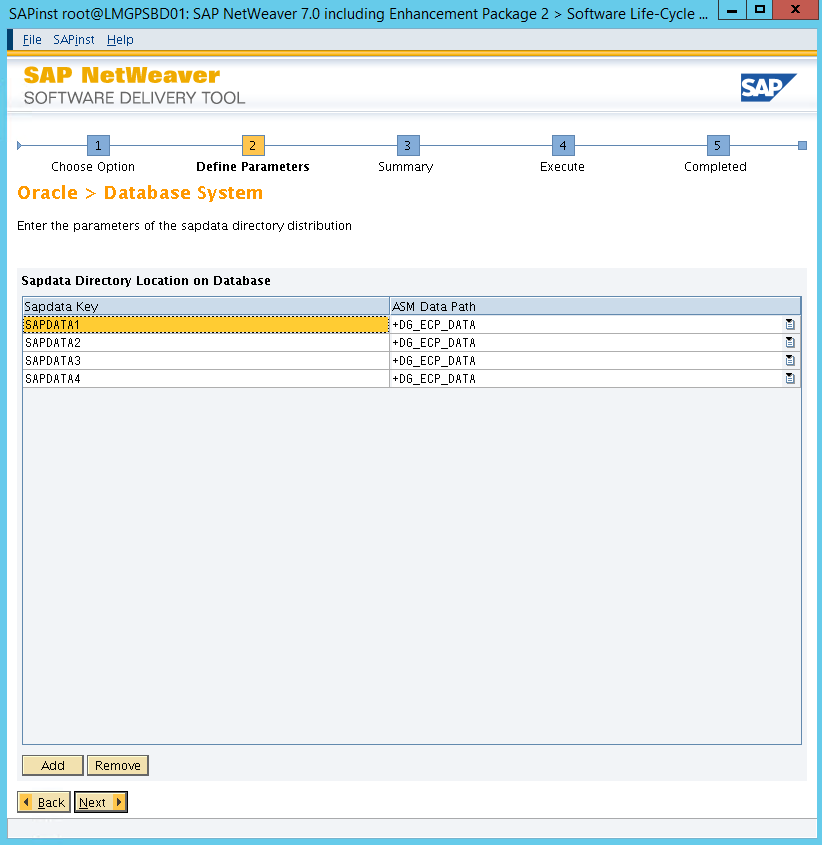 SAPinst root@LMGPSBD01: SAP NetWeaver 7.0 including Enhancement Package 2 > Software Life-Cycle ...
File SAPinst Help
SAP NetWeaver
SOFTWARE DELIVERY TOOL
SAP
1 2 3 4 5
Choose Option Define Parameters Summary Execute Completed
Oracle > Database System
Enter the parameters of the sapdata directory distribution
Sapdata Directory Location on Database
Sapdata Key ASM Data Path
SAPDATA1 +DG_ECP_DATA
SAPDATA2 +DG_ECP_DATA
SAPDATA3 +DG_ECP_DATA
SAPDATA4 +DG_ECP_DATA
Add Remove
Back Next